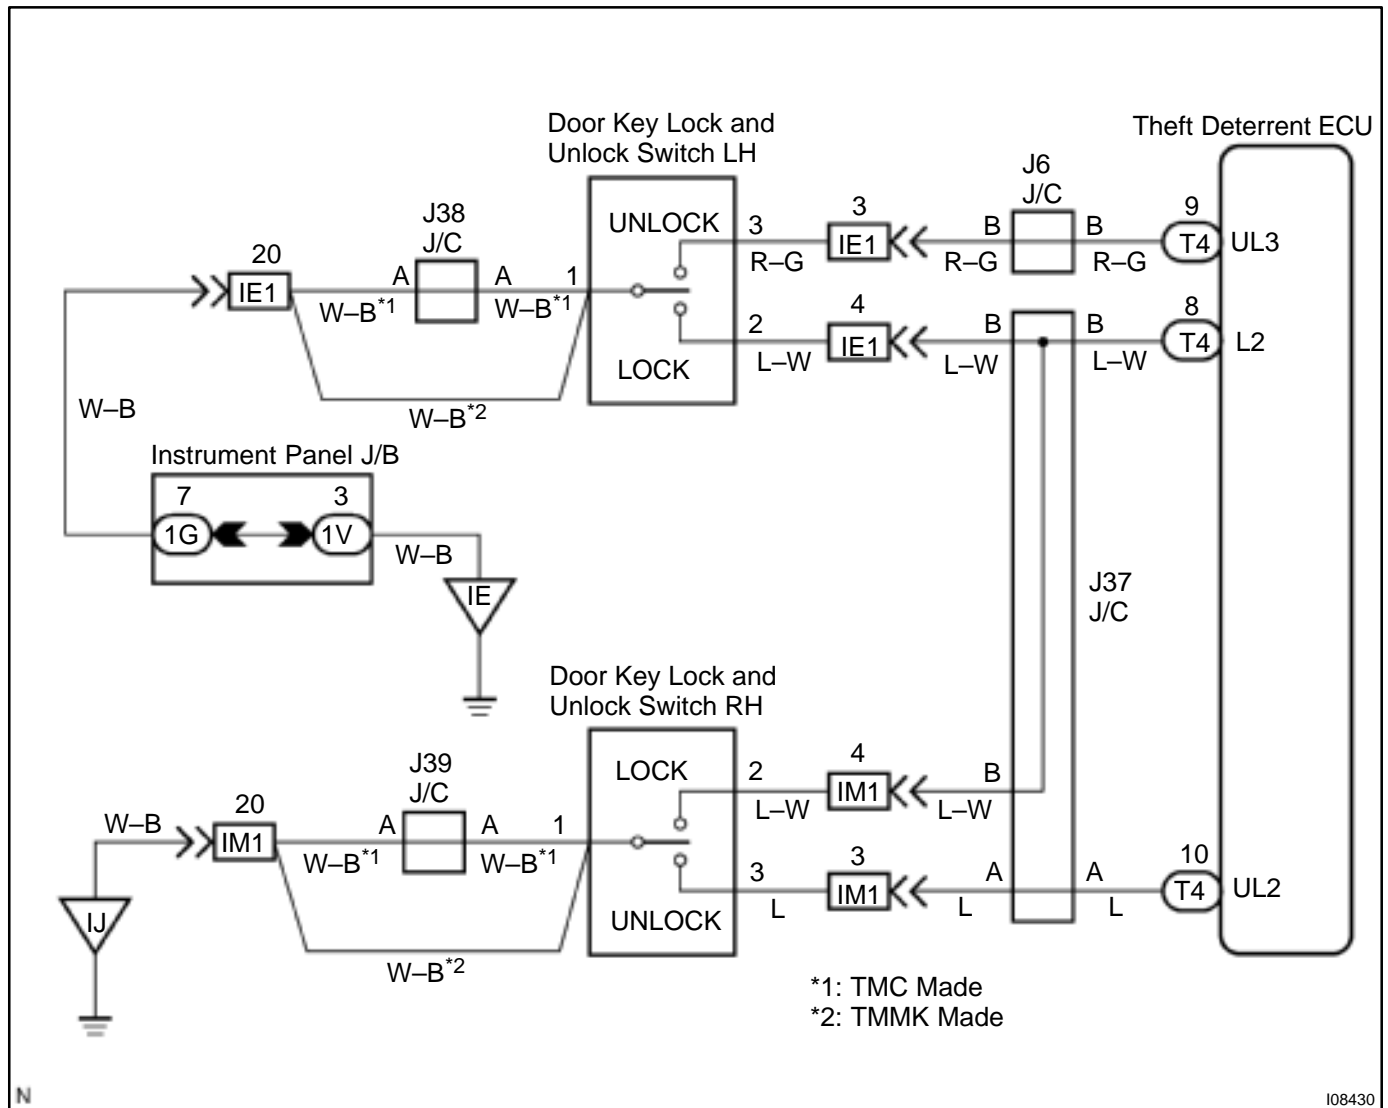 Door Key Lock and
Unlock Switch LH
Theft Deterrent ECU
J6
J/C
J38
J/C
UNLOCK
3
R–G
3
IE1
B
R–G
B
R–G
9
T4
UL3
20
IE1
A
W–B*1
A
W–B*1
1
2
L–W
4
IE1
B
L–W
B
L–W
8
T4
L2
LOCK
W–B
W–B*2
Instrument Panel J/B
7
1G
3
1V
W–B
IE
J37
J/C
Door Key Lock and
Unlock Switch RH
J39
J/C
LOCK
2
L–W
4
IM1
B
L–W
W–B
20
IM1
A
W–B*1
A
W–B*1
1
3
L
3
IM1
A
L
A
L
10
T4
UL2
UNLOCK
IJ
W–B*2
*1: TMC Made
*2: TMMK Made
N
I08430